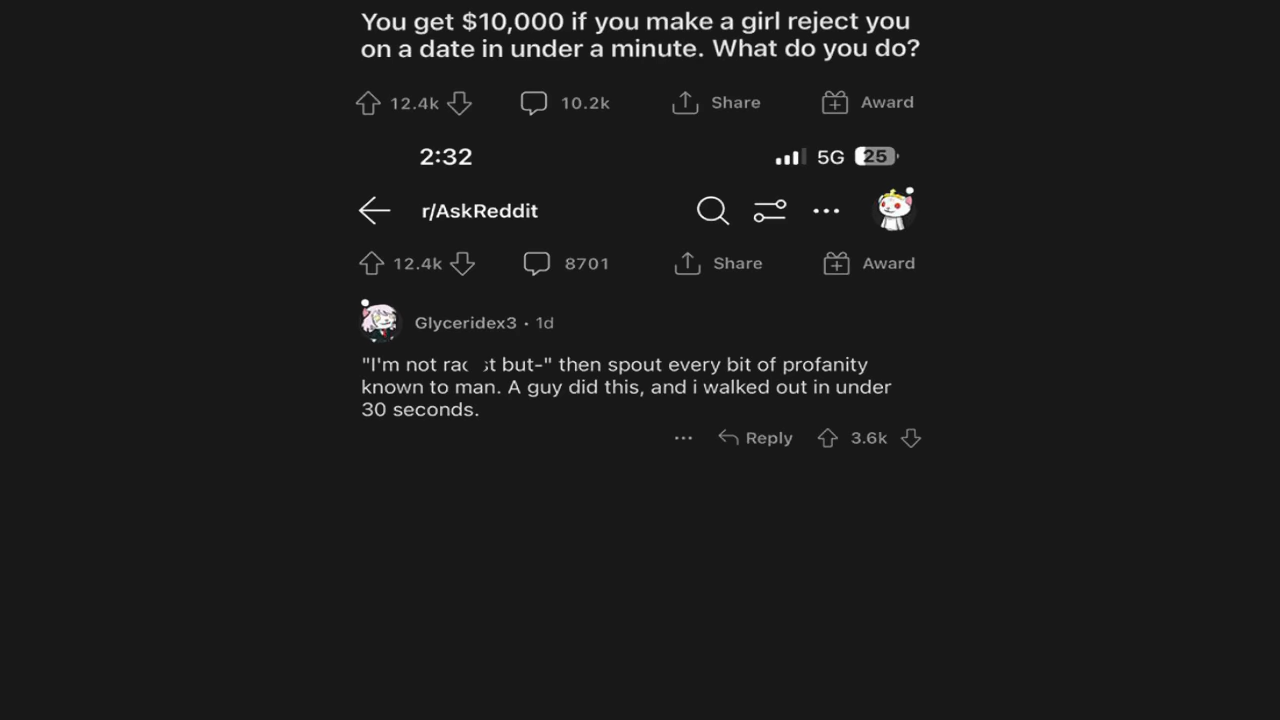 You get $10,000 if you make a girl reject you
on a date in under a minute. What do you do?
12.4k 10.2k Share Award
2:32 5G 25
r/AskReddit
12.4k 8701 Share Award
Glyceridex3 • 1d
"I'm not rac st but-" then spout every bit of profanity
known to man. A guy did this, and i walked out in under
30 seconds.
Reply 3.6k